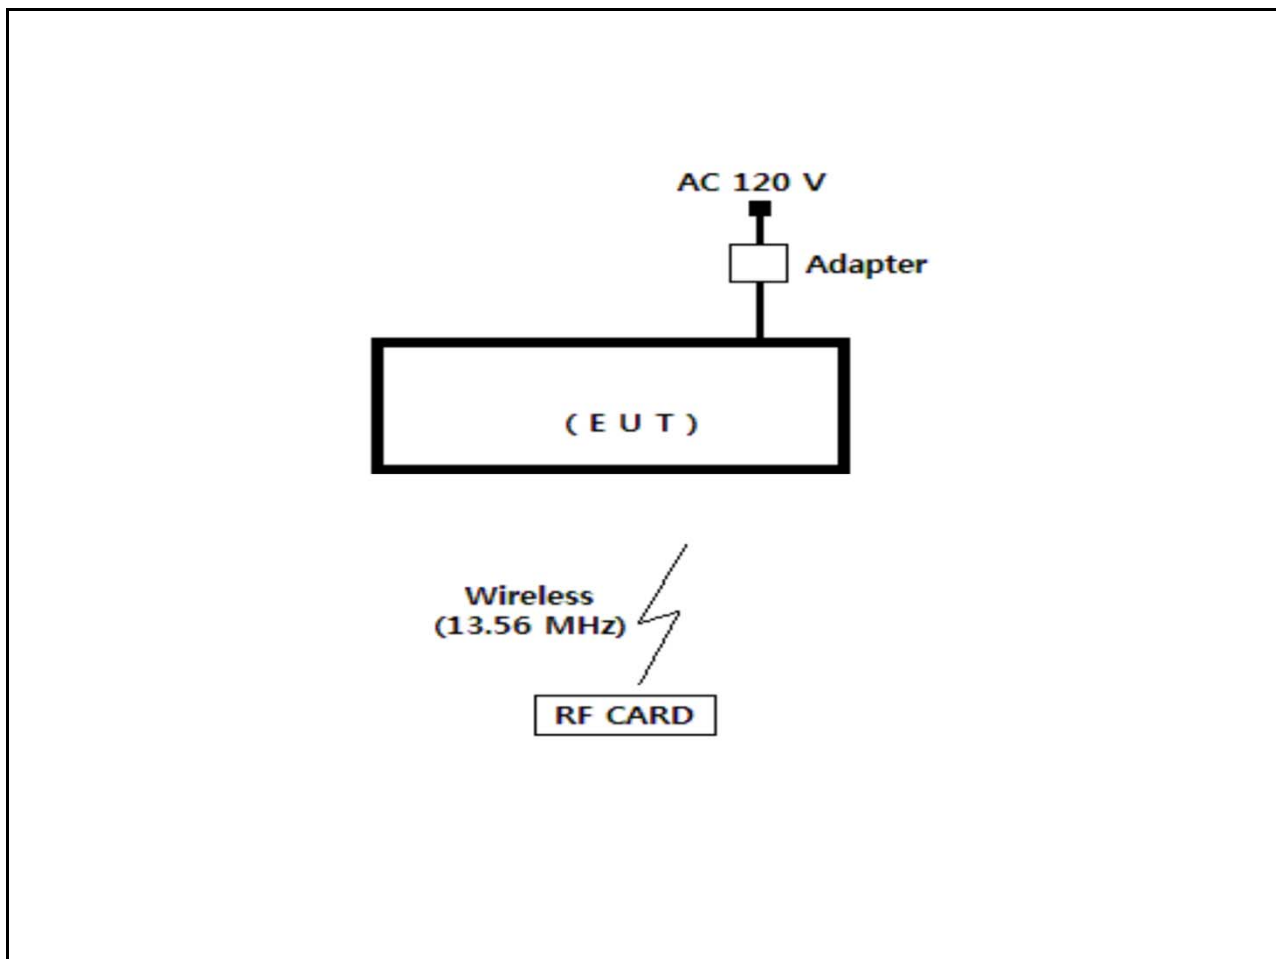 AC 120 V
Adapter
( E U T )
Wireless
(13.56 MHz)
RF CARD